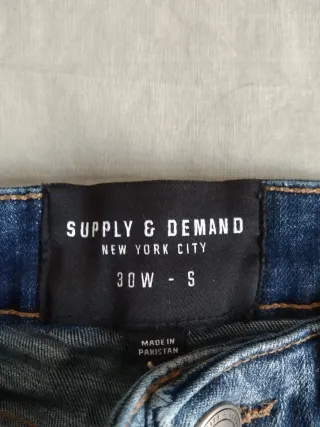 SUPPLY & DEMAND
NEW YORK CITY
30W - S
MADE IN
PAKISTAN